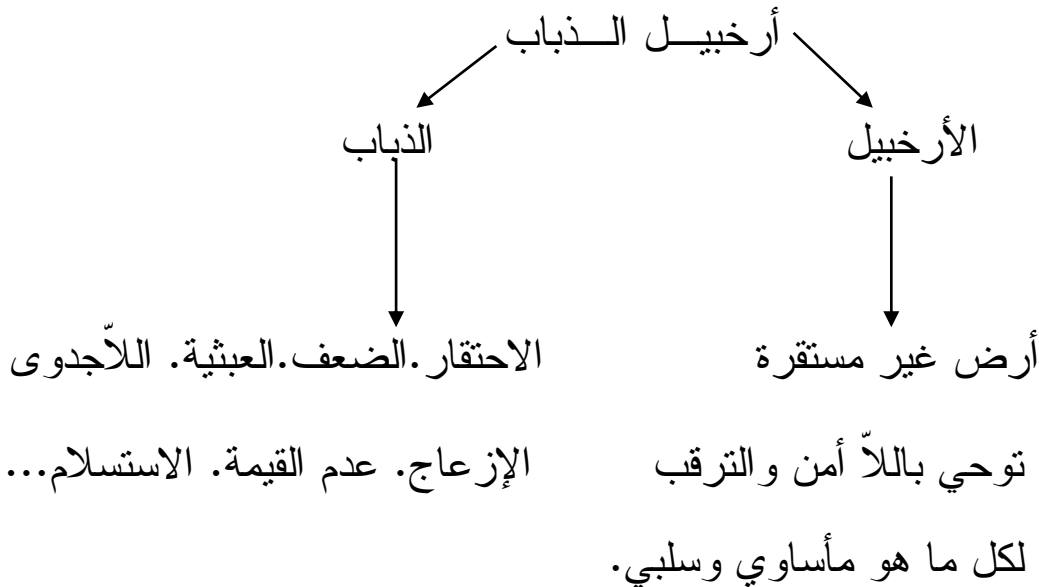 أرخبيل الذباب
الأرخبيل
الذباب
أرض غير مستقرة
توحي باللاّ أمن والترقب
لكل ما هو مأساوي وسلبي.
الاحتقار.الضعف.العبثية. اللاّجدوى
الإزعاج. عدم القيمة. الاستسلام...